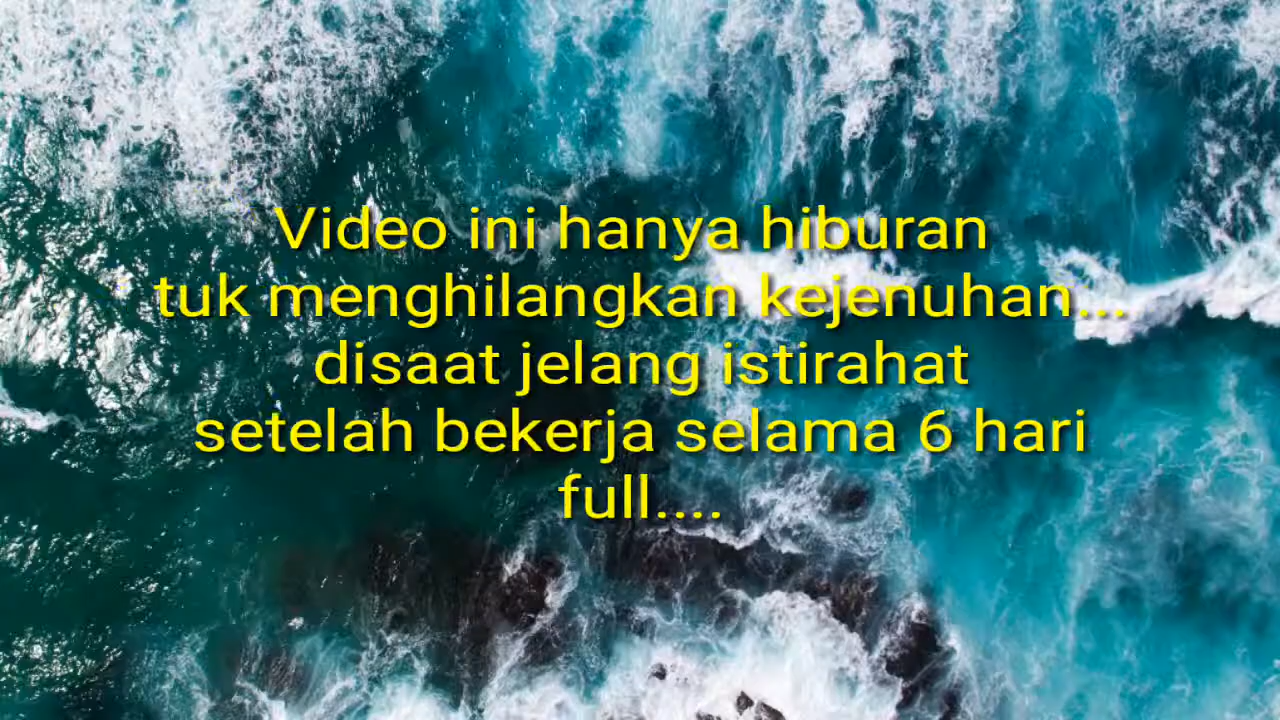 Video ini hanya hiburan
tuk menghilangkan kejenuhan...
disaat jelang istirahat
setelah bekerja selama 6 hari
full....